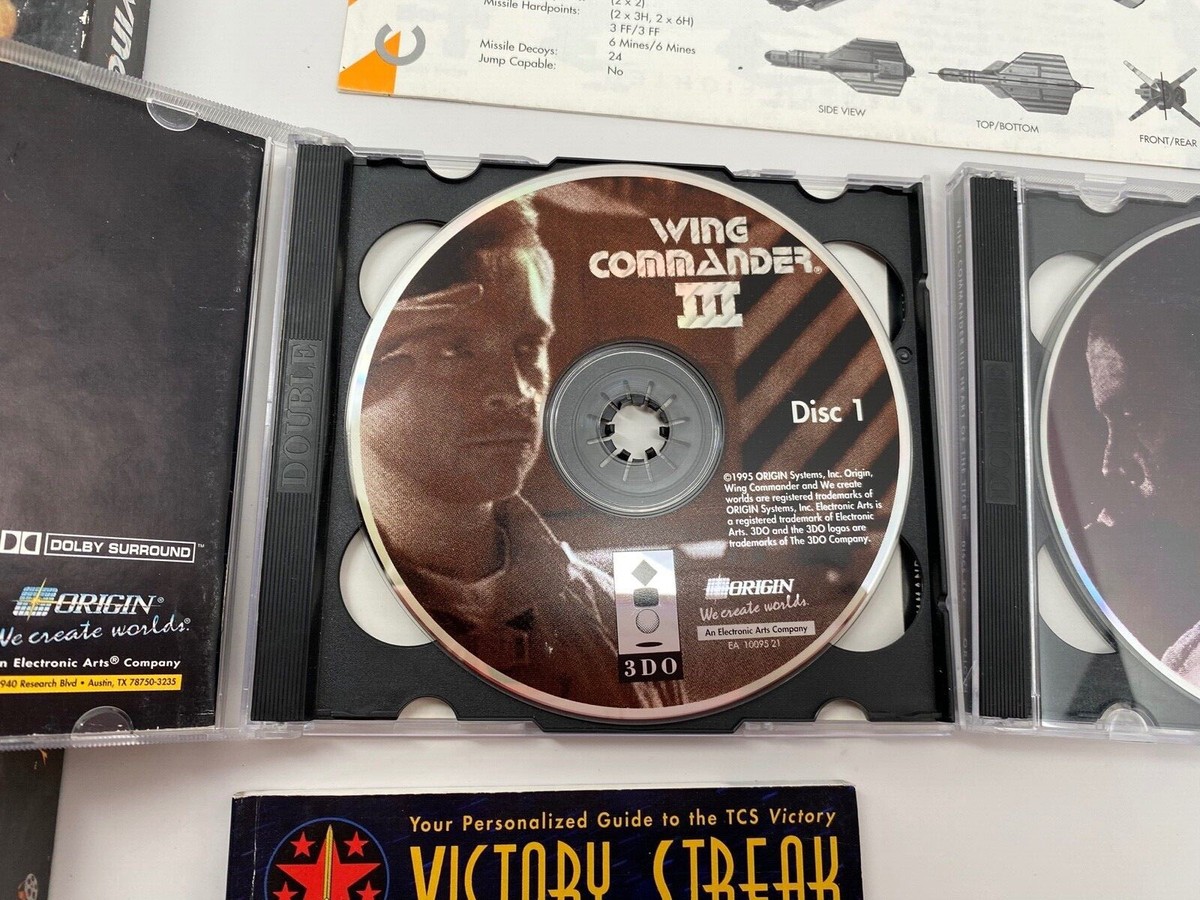 (2 x 2)
Missile Hardpoints:
(2 x 3H, 2 x 6H)
3 FF/3 FF
6 Mines/6 Mines
Missile Decoys:
24
Jump Capable:
No
SIDE VIEW
TOP/BOTTOM
FRONT/REAR
DOUBLE
WING
COMMANDER®
III
Disc 1
©1995 ORIGIN Systems, Inc. Origin,
Wing Commander and We create
worlds are registered trademarks of
ORIGIN Systems, Inc. Electronic Arts is
a registered trademark of Electronic
Arts. 3DO and the 3DO logos are
trademarks of The 3DO Company.
ORIGIN
We create worlds.
An Electronic Arts Company
EA 10095 21
3DO
DOLBY SURROUND™
ORIGIN®
We create worlds.®
n Electronic Arts® Company
940 Research Blvd • Austin, TX 78750-3235
Your Personalized Guide to the TCS Victory
VICTORY STREAK